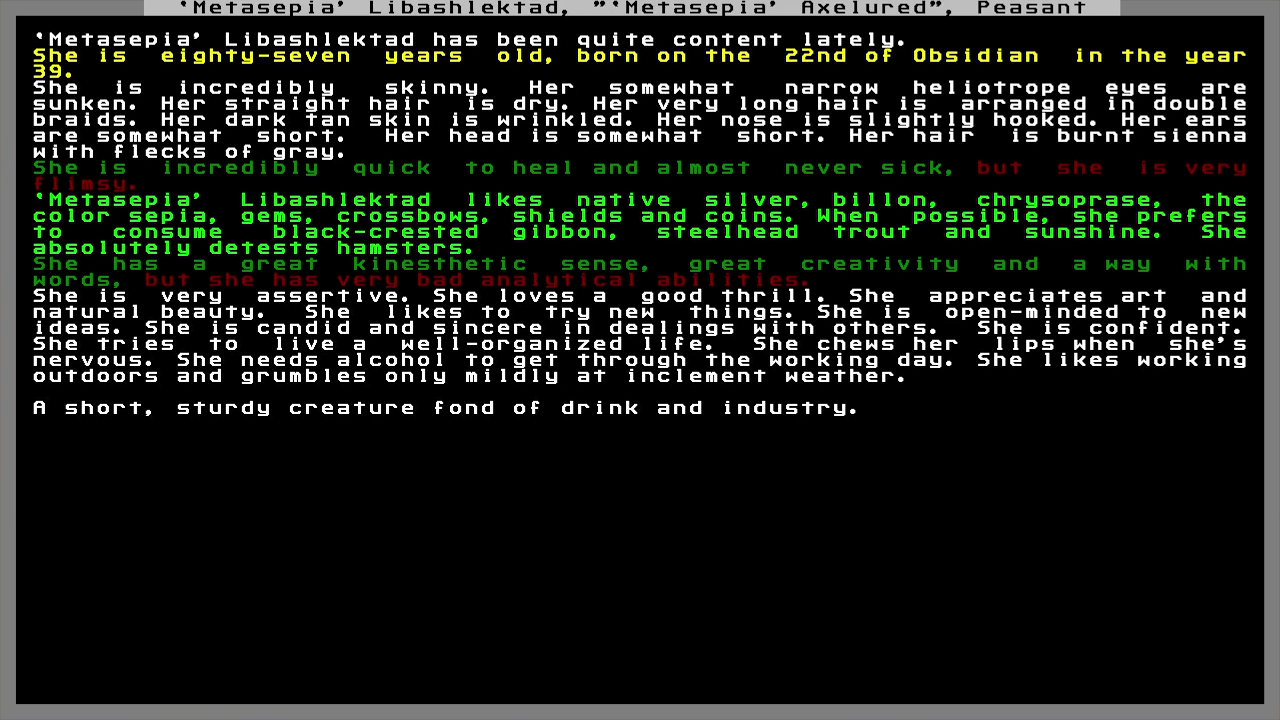 ‘Metasepia’ Libashlektad, "‘Metasepia’ Axelured", Peasant
‘Metasepia’ Libashlektad has been quite content lately.
She is eighty-seven years old, born on the 22nd of Obsidian in the year
39.
She is incredibly skinny. Her somewhat narrow heliotrope eyes are
sunken. Her straight hair is dry. Her very long hair is arranged in double
braids. Her dark tan skin is wrinkled. Her nose is slightly hooked. Her ears
are somewhat short. Her head is somewhat short. Her hair is burnt sienna
with flecks of gray.
She is incredibly quick to heal and almost never sick, but she is very
flimsy.
‘Metasepia’ Libashlektad likes native silver, billon, chrysoprase, the
color sepia, gems, crossbows, shields and coins. When possible, she prefers
to consume black-crested gibbon, steelhead trout and sunshine. She
absolutely detests hamsters.
She has a great kinesthetic sense, great creativity and a way with
words, but she has very bad analytical abilities.
She is very assertive. She loves a good thrill. She appreciates art and
natural beauty. She likes to try new things. She is open-minded to new
ideas. She is candid and sincere in dealings with others. She is confident.
She tries to live a well-organized life. She chews her lips when she's
nervous. She needs alcohol to get through the working day. She likes working
outdoors and grumbles only mildly at inclement weather.
A short, sturdy creature fond of drink and industry.